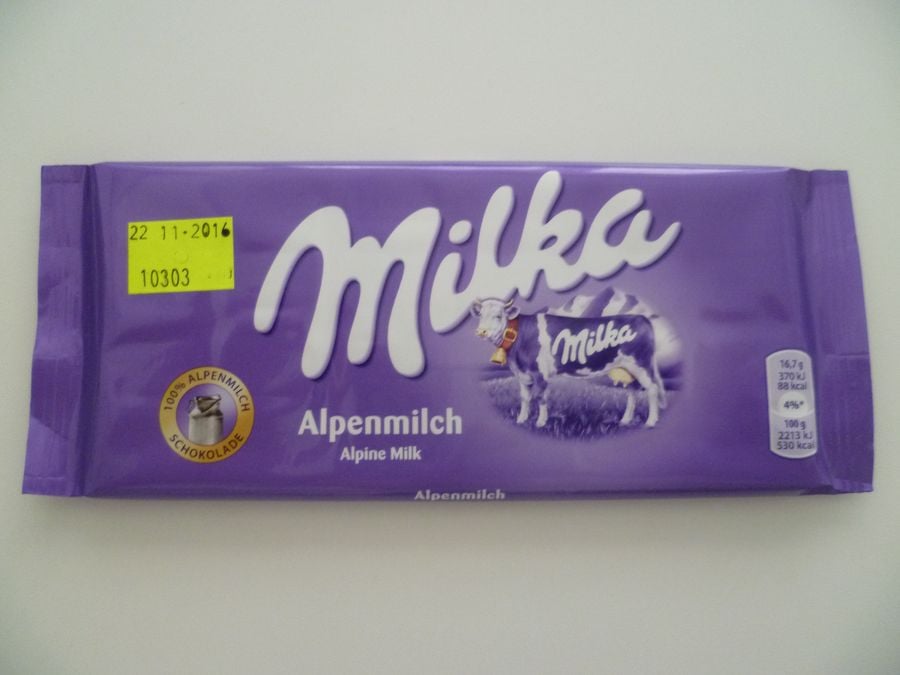 Milka
22 11-2016
10303
Milka
100% ALPENMILCH
SCHOKOLADE
Alpenmilch
Alpine Milk
16,7 g
370 kJ
88 kcal
4%*
100 g
2213 kJ
530 kcal
Alpenmilch